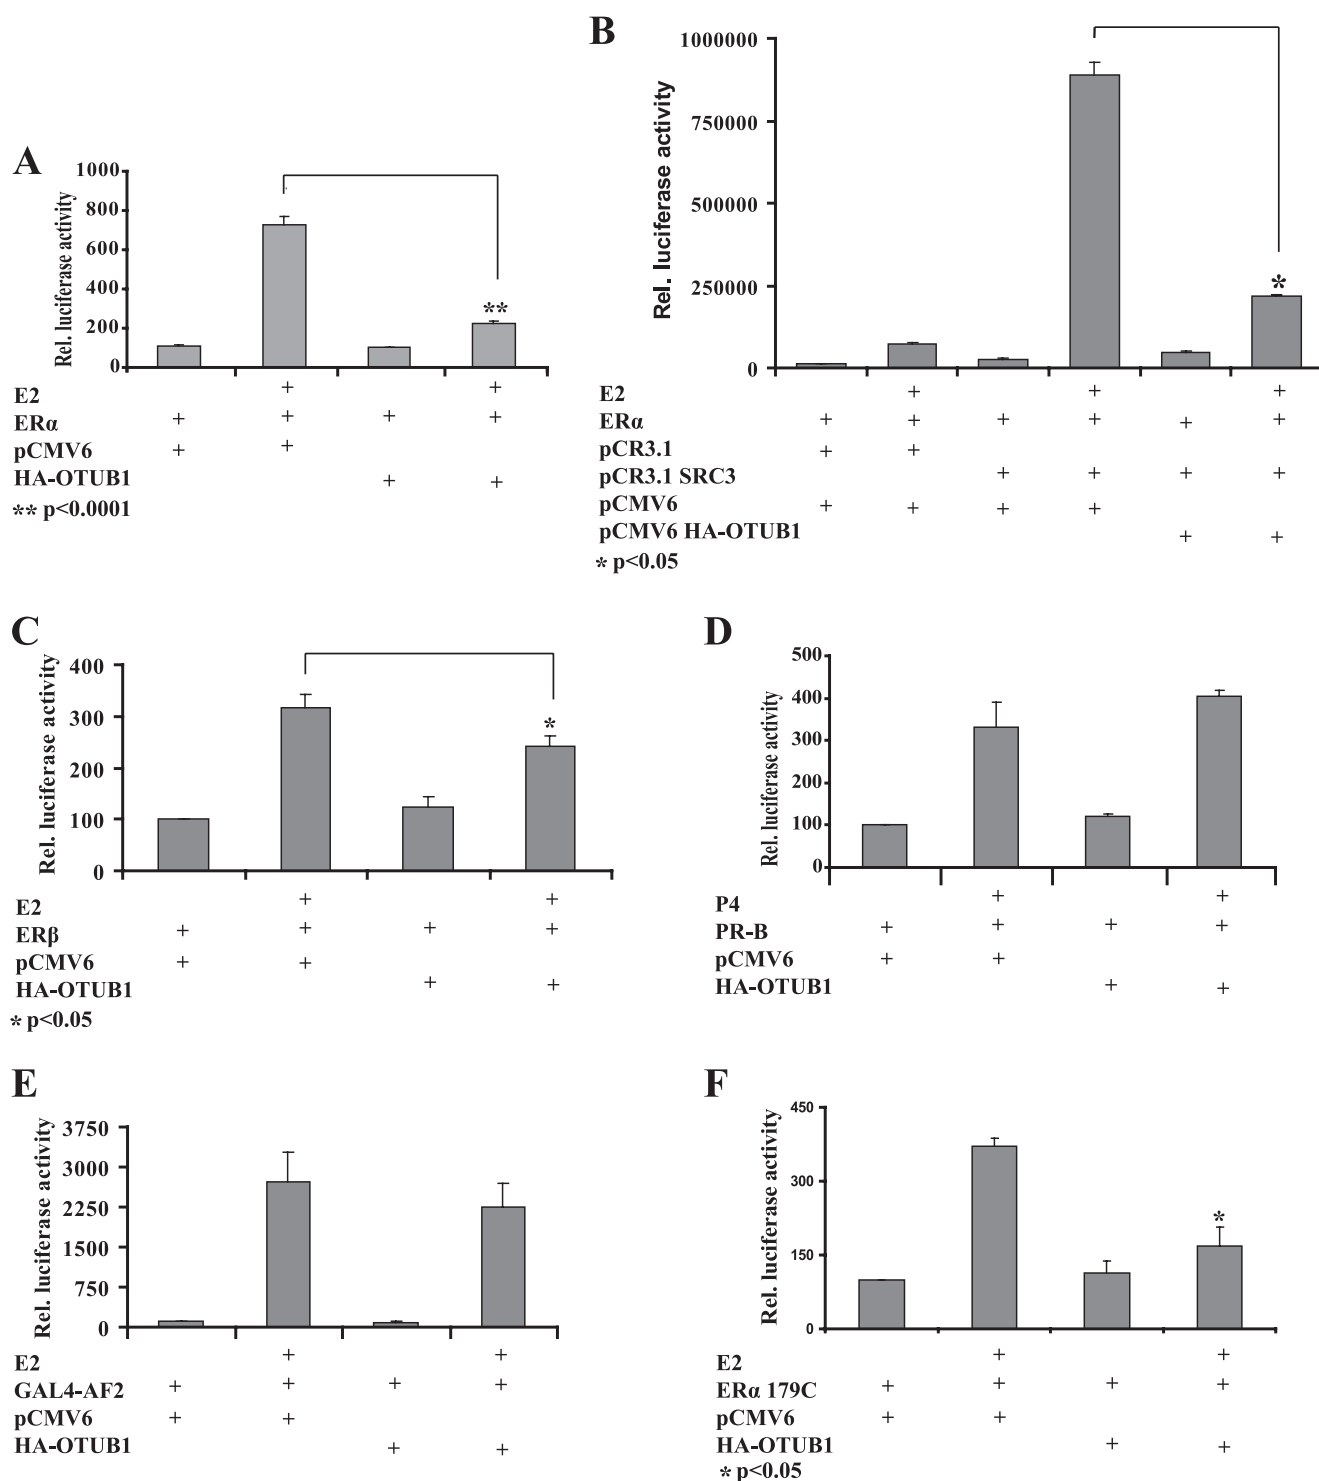 A
Rel. luciferase activity
1000
800
600
400
200
0
**
E2 + +
ERα + + + +
pCMV6 + +
HA-OTUB1 + +
** p<0.0001
B
Rel. luciferase activity
1000000
750000
500000
250000
0
*
E2 + + +
ERα + + + + + +
pCR3.1 + +
pCR3.1 SRC3 + + + +
pCMV6 + + + +
pCMV6 HA-OTUB1 + +
* p<0.05
C
Rel. luciferase activity
400
300
200
100
0
*
E2 + +
ERβ + + + +
pCMV6 + +
HA-OTUB1 + +
* p<0.05
D
Rel. luciferase activity
500
400
300
200
100
0
P4 + +
PR-B + + + +
pCMV6 + +
HA-OTUB1 + +
E
Rel. luciferase activity
3750
3000
2250
1500
750
0
E2 + +
GAL4-AF2 + + + +
pCMV6 + +
HA-OTUB1 + +
F
Rel. luciferase activity
450
300
150
0
*
E2 + +
ERα 179C + + + +
pCMV6 + +
HA-OTUB1 + +
* p<0.05